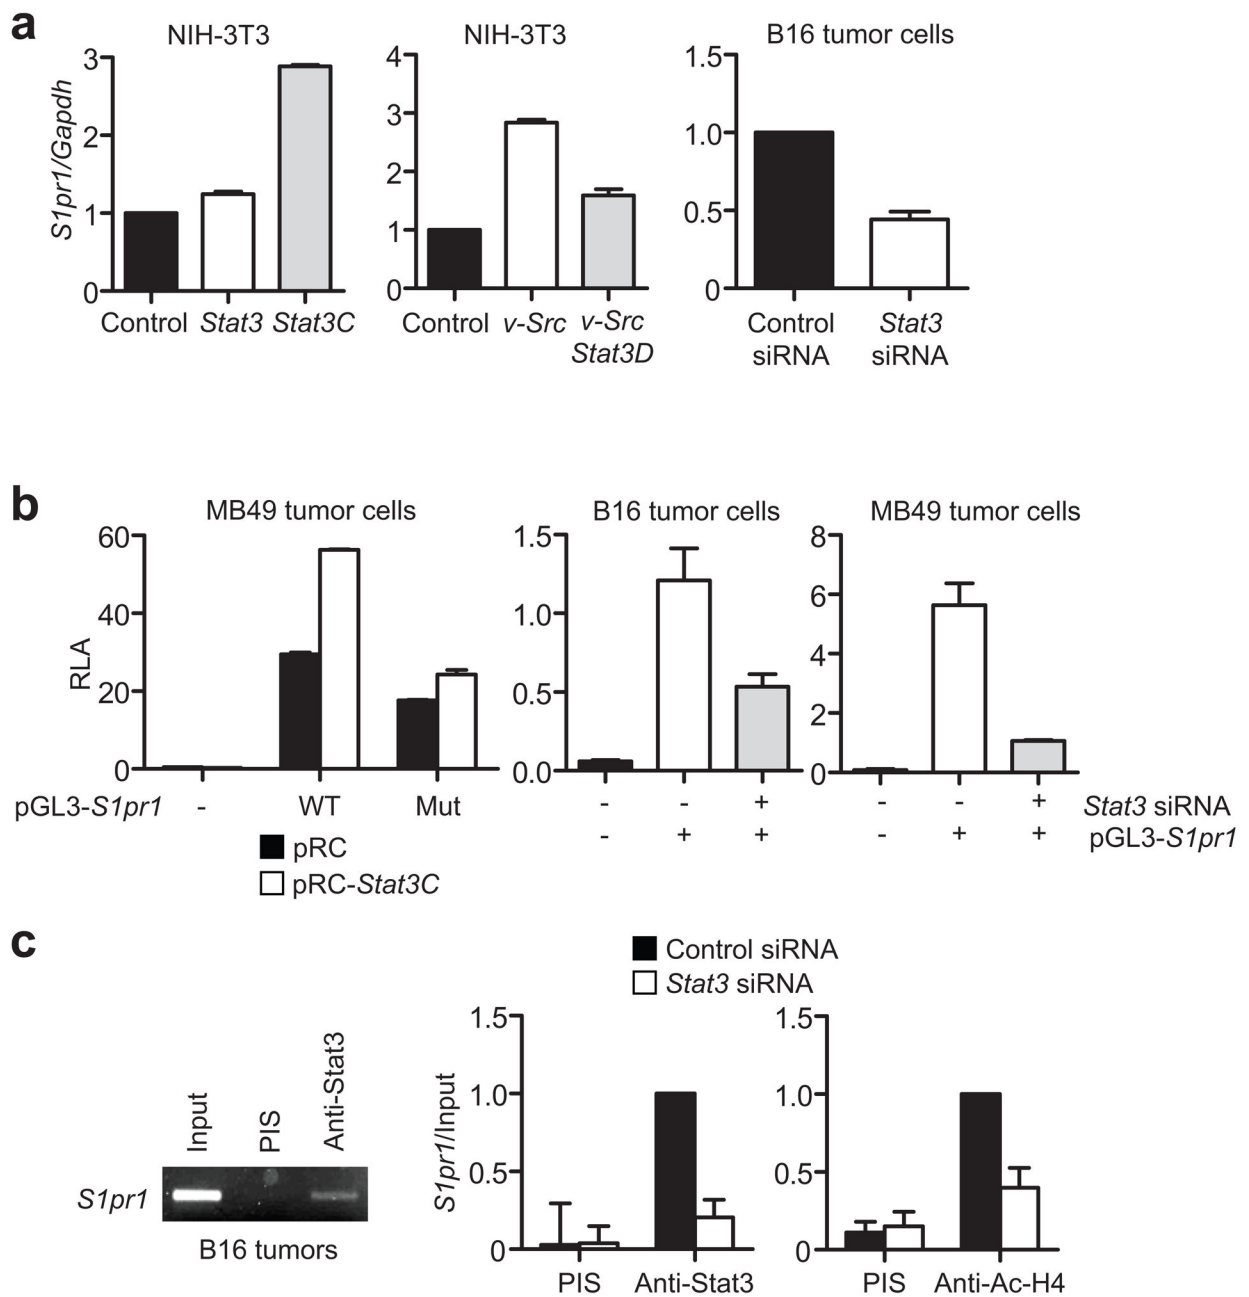 a
NIH-3T3
NIH-3T3
B16 tumor cells
S1pr1/Gapdh
3
2
1
0
Control Stat3 Stat3C
4
3
2
1
0
Control v-Src v-Src
Stat3D
1.5
1.0
0.5
0
Control
siRNA
Stat3
siRNA
b
MB49 tumor cells
B16 tumor cells
MB49 tumor cells
RLA
60
40
20
0
pGL3-S1pr1 - WT Mut
pRC
pRC-Stat3C
1.5
1.0
0.5
0.0
- - +
- + +
8
6
4
2
0
- - + Stat3 siRNA
- + + pGL3-S1pr1
c
Control siRNA
Stat3 siRNA
Input
PIS
Anti-Stat3
S1pr1
B16 tumors
S1pr1/Input
1.5
1.0
0.5
0
PIS Anti-Stat3
1.5
1.0
0.5
0
PIS Anti-Ac-H4